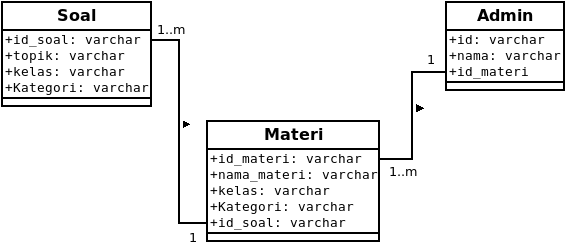 Soal
+id_soal: varchar
+topik: varchar
+kelas: varchar
+Kategori: varchar
1..m
Admin
+id: varchar
+nama: varchar
+id_materi
1
Materi
+id_materi: varchar
+nama_materi: varchar
+kelas: varchar
+Kategori: varchar
+id_soal: varchar
1..m
1